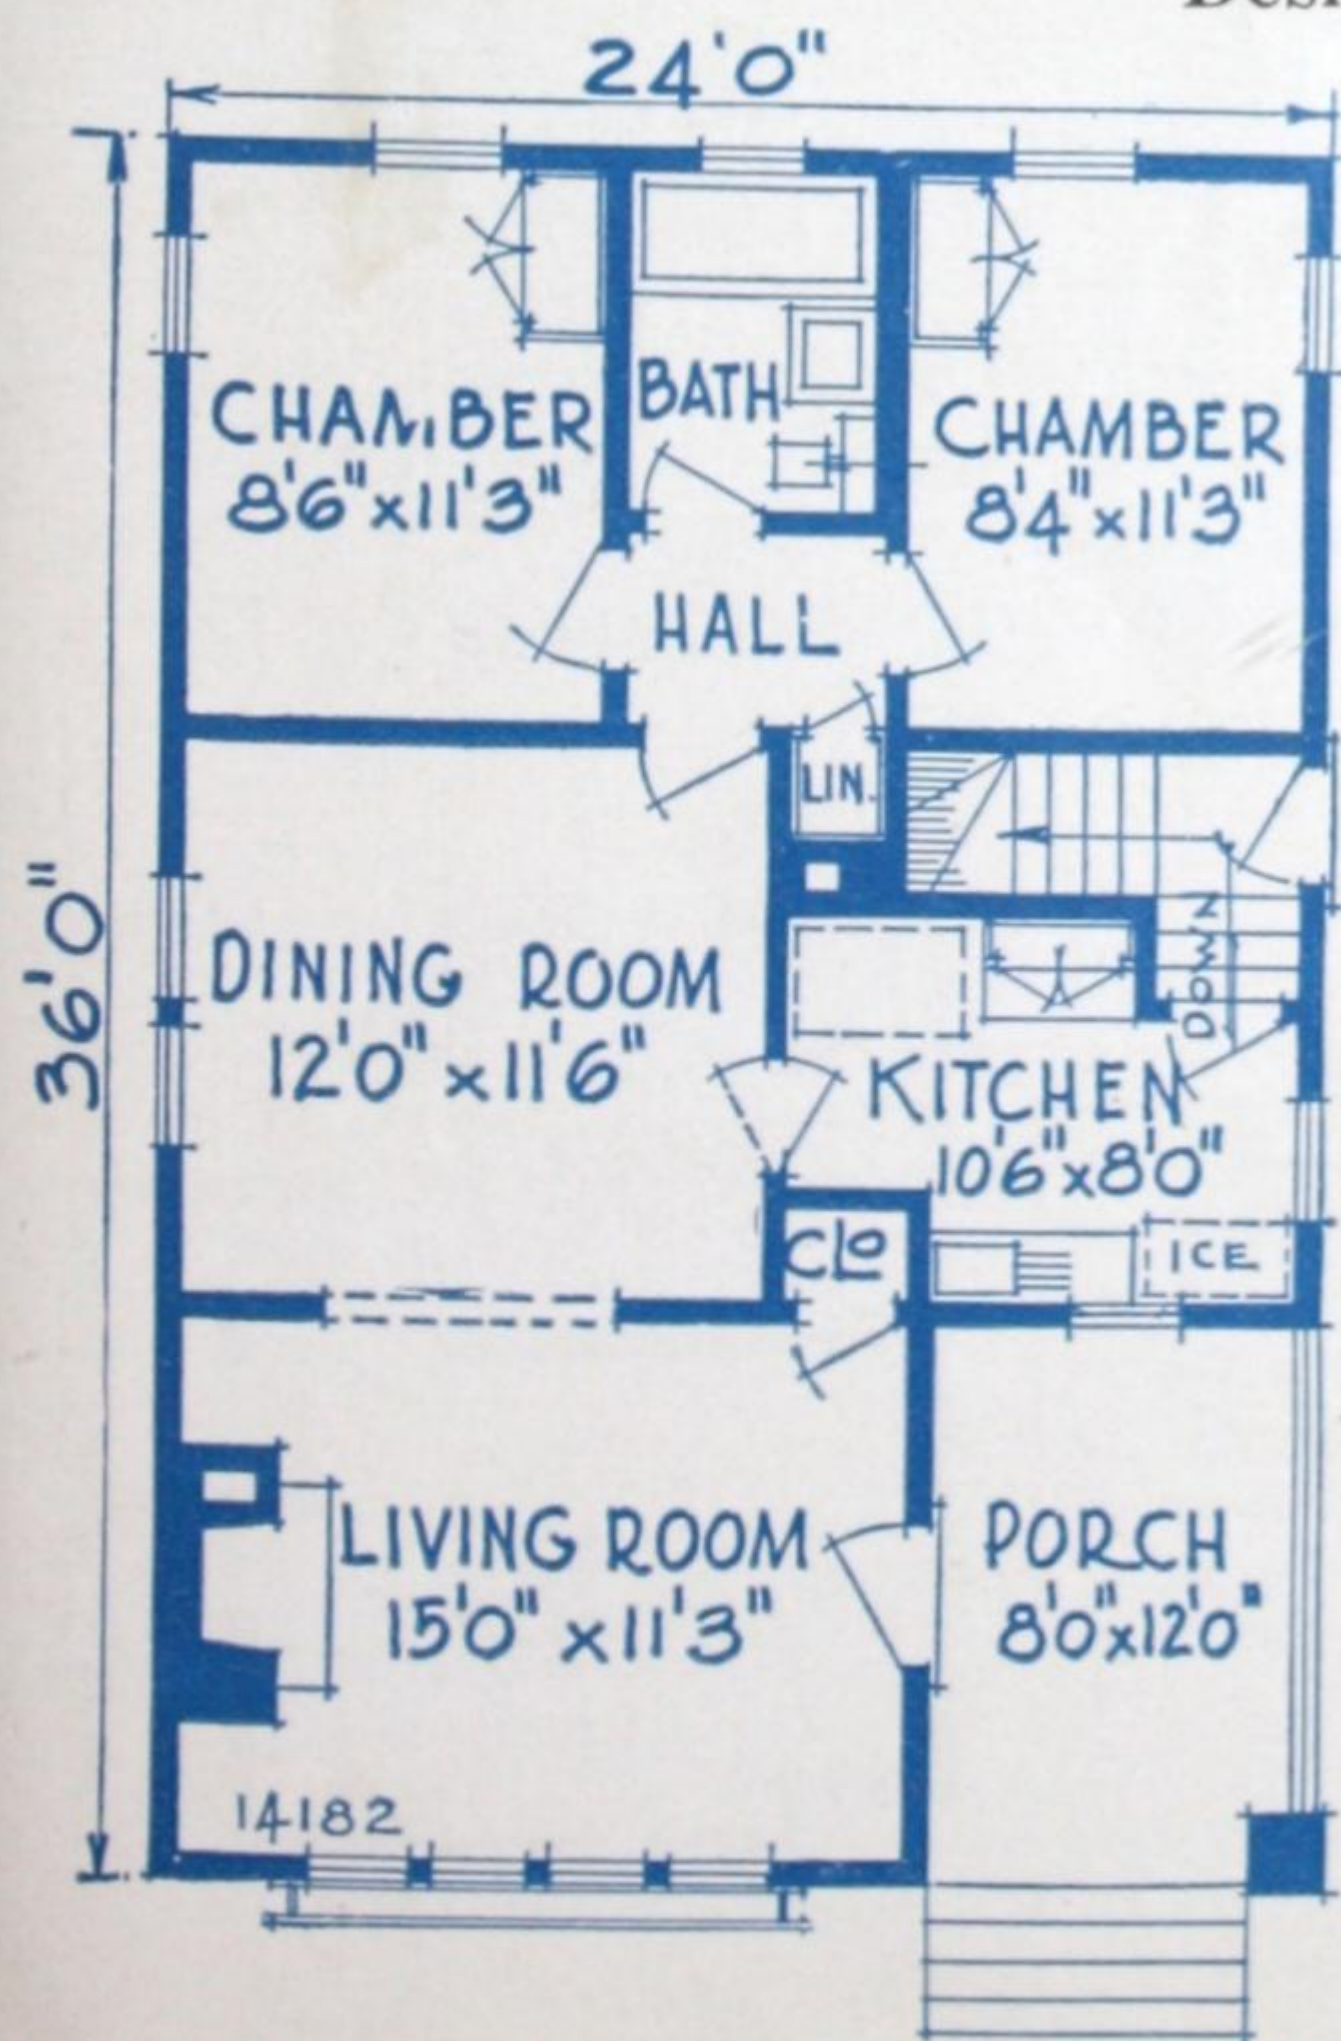 24'0"
CHAMBER
8'6"x11'3"
BATH
CHAMBER
8'4"x11'3"
HALL
LIN.
36'0"
DINING ROOM
12'0" x 11'6"
DOWN
KITCHEN
10'6"x8'0"
CLO
ICE
LIVING ROOM
15'0" x 11'3"
PORCH
8'0"x12'0"
14182